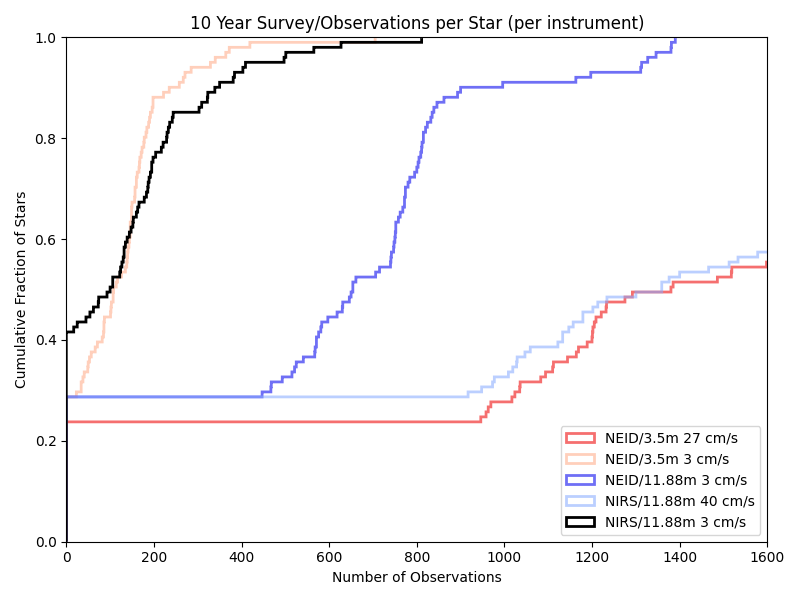 10 Year Survey/Observations per Star (per instrument)
1.0
0.8
0.6
0.4
0.2
0.0
Cumulative Fraction of Stars
NEID/3.5m 27 cm/s
NEID/3.5m 3 cm/s
NEID/11.88m 3 cm/s
NIRS/11.88m 40 cm/s
NIRS/11.88m 3 cm/s
0 200 400 600 800 1000 1200 1400 1600
Number of Observations